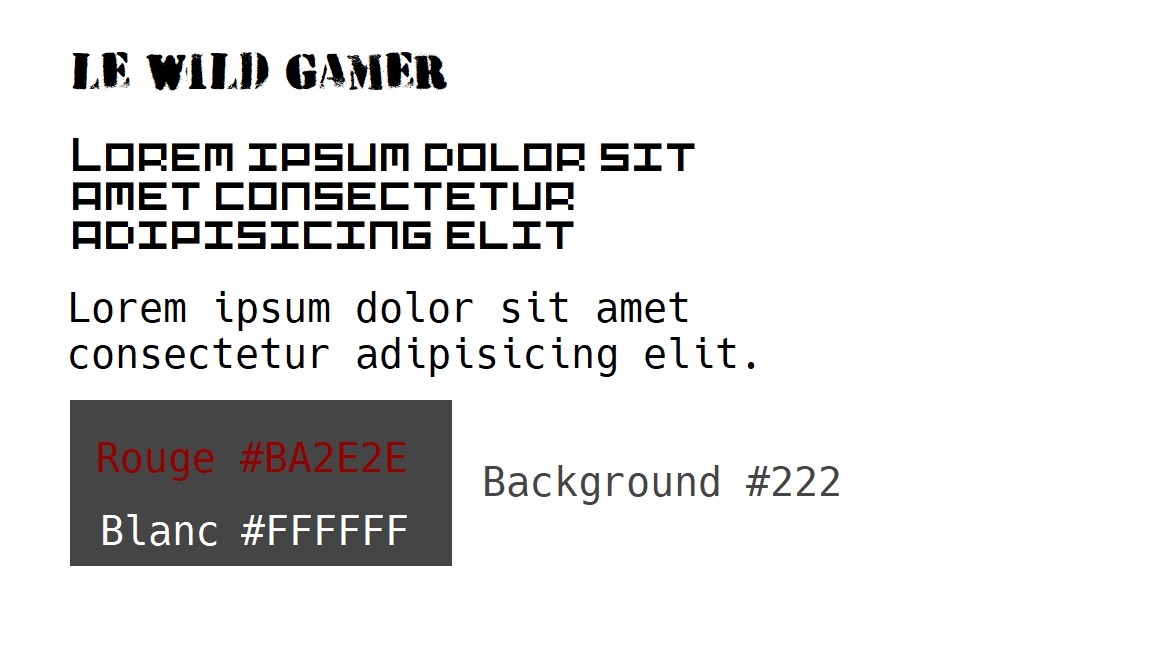 LE WILD GAMER
LOREM IPSUM DOLOR SIT
AMET CONSECTETUR
ADIPISICING ELIT
Lorem ipsum dolor sit amet
consectetur adipisicing elit.
Rouge #BA2E2E
Background #222
Blanc #FFFFFF